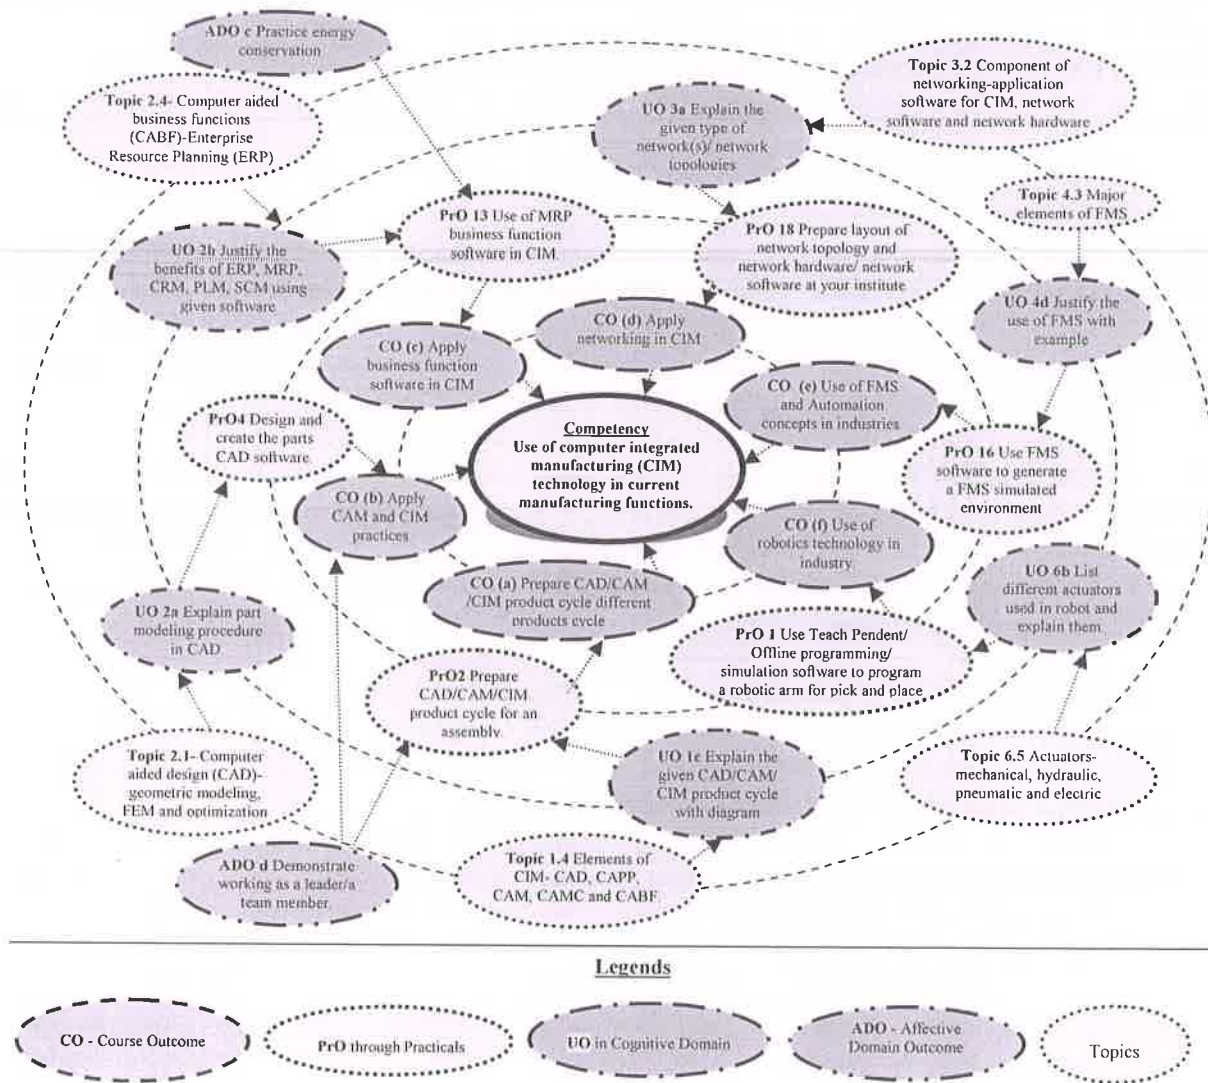 ADO c Practice energy
conservation
Topic 2.4- Computer aided
business functions
(CABF)-Enterprise
Resource Planning (ERP)
UO 3a Explain the
given type of
network(s)/ network
topologies
Topic 3.2 Component of
networking-application
software for CIM, network
software and network hardware
Topic 4.3 Major
elements of FMS
PrO 13 Use of MRP
business function
software in CIM.
PrO 18 Prepare layout of
network topology and
network hardware/ network
software at your institute
UO 2b Justify the
benefits of ERP, MRP,
CRM, PLM, SCM using
given software
UO 4d Justify the
use of FMS with
example
CO (d) Apply
networking in CIM
CO (c) Apply
business function
software in CIM
CO (e) Use of FMS
and Automation
concepts in industries
PrO4 Design and
create the parts
CAD software.
Competency
Use of computer integrated
manufacturing (CIM)
technology in current
manufacturing functions.
PrO 16 Use FMS
software to generate
a FMS simulated
environment
CO (b) Apply
CAM and CIM
practices
CO (f) Use of
robotics technology in
industry.
CO (a) Prepare CAD/CAM
/CIM product cycle different
products cycle
UO 6b List
different actuators
used in robot and
explain them.
UO 2a Explain part
modeling procedure
in CAD.
PrO 1 Use Teach Pendent/
Offline programming/
simulation software to program
a robotic arm for pick and place
PrO2 Prepare
CAD/CAM/CIM
product cycle for an
assembly.
Topic 2.1- Computer
aided design (CAD)-
geometric modeling,
FEM and optimization
UO 1c Explain the
given CAD/CAM/
CIM product cycle
with diagram
Topic 6.5 Actuators-
mechanical, hydraulic,
pneumatic and electric
ADO d Demonstrate
working as a leader/a
team member.
Topic 1.4 Elements of
CIM- CAD, CAPP,
CAM, CAMC and CABF.
Legends
CO - Course Outcome
PrO through Practicals
UO in Cognitive Domain
ADO - Affective
Domain Outcome
Topics